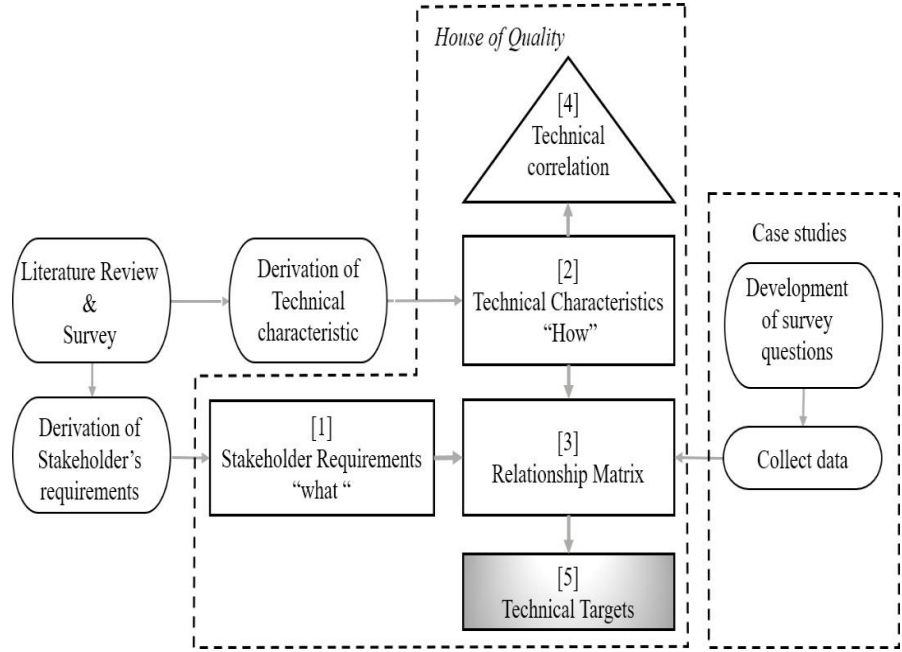 House of Quality
[4]
Technical
correlation
Literature Review
&
Survey
Derivation of
Technical
characteristic
[2]
Technical Characteristics
“How”
Case studies
Development
of survey
questions
Derivation of
Stakeholder’s
requirements
[1]
Stakeholder Requirements
“what “
[3]
Relationship Matrix
Collect data
[5]
Technical Targets